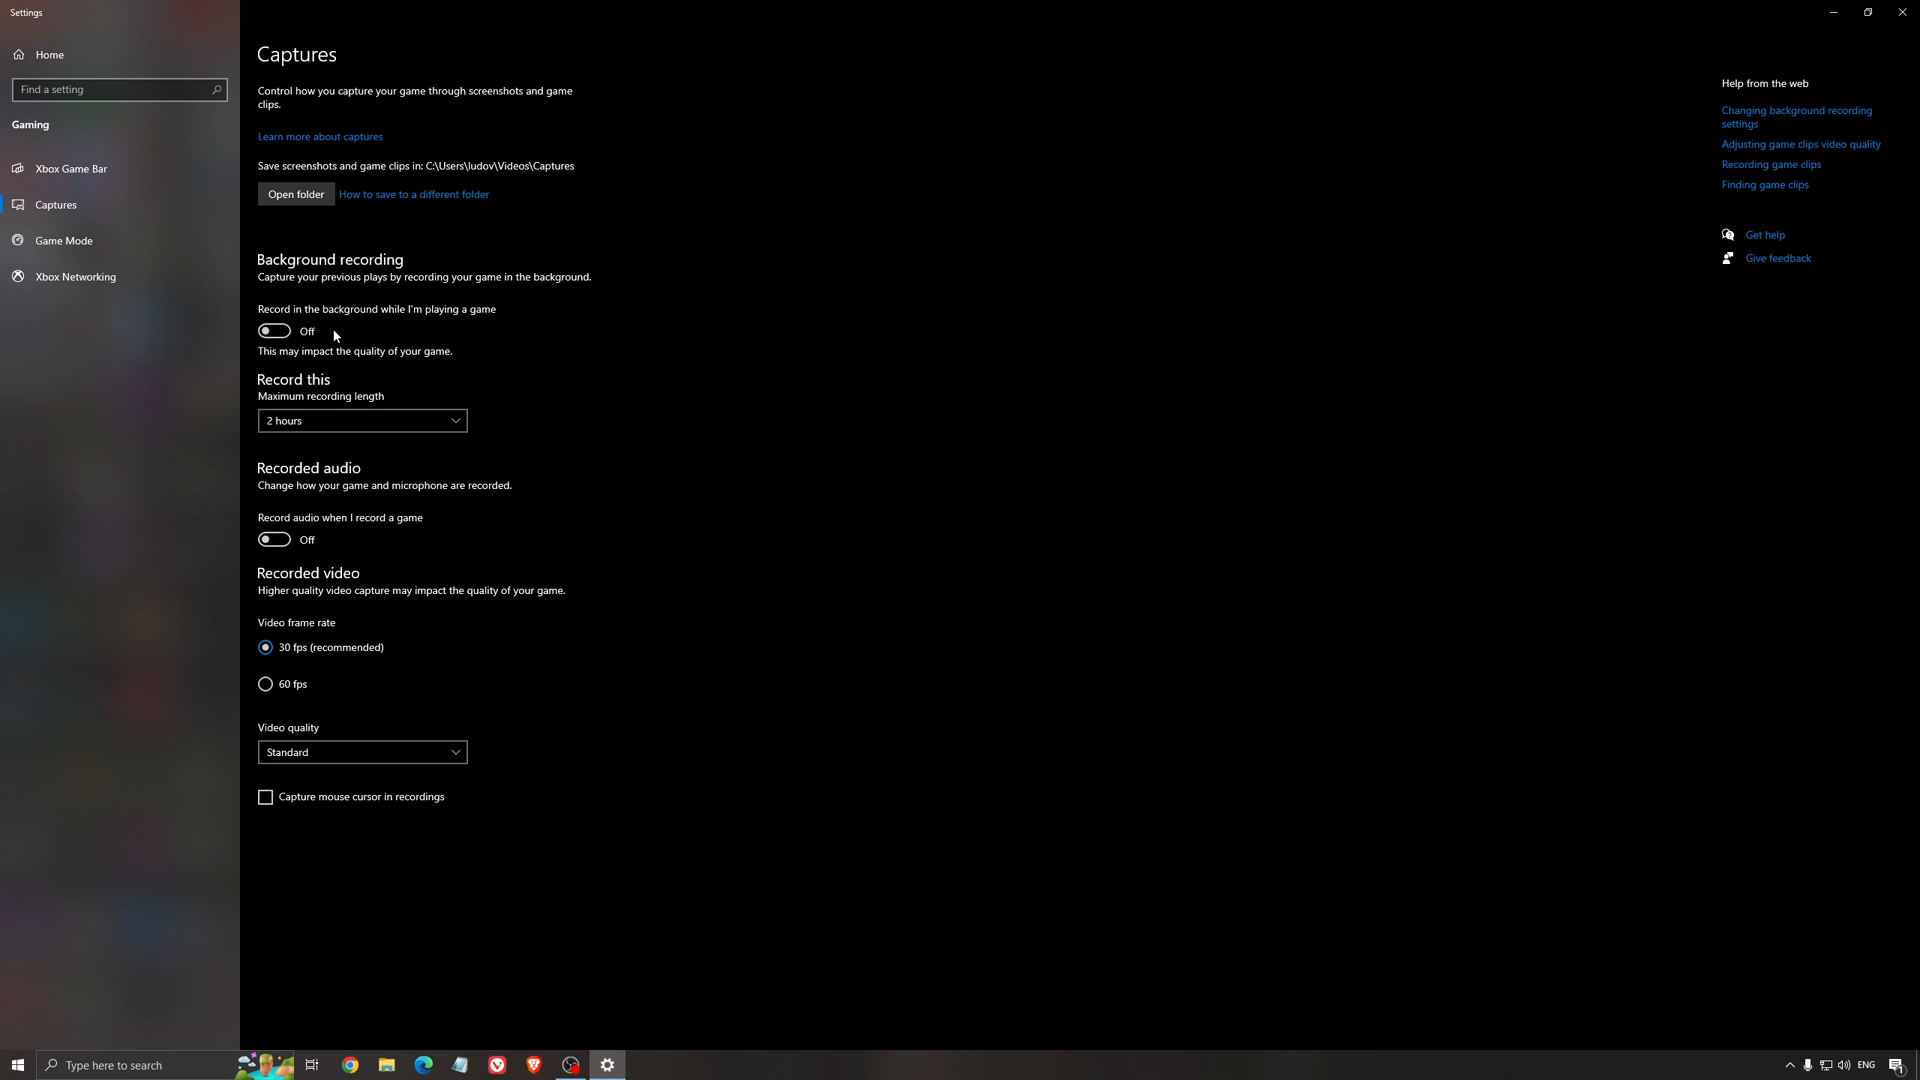 Settings
Home
Find a setting
Gaming
Xbox Game Bar
Captures
Game Mode
Xbox Networking
Captures
Control how you capture your game through screenshots and game
clips.
Learn more about captures
Save screenshots and game clips in: C:\Users\ludov\Videos\Captures
Open folder
How to save to a different folder
Background recording
Capture your previous plays by recording your game in the background.
Record in the background while I'm playing a game
Off
This may impact the quality of your game.
Record this
Maximum recording length
2 hours
Recorded audio
Change how your game and microphone are recorded.
Record audio when I record a game
Off
Recorded video
Higher quality video capture may impact the quality of your game.
Video frame rate
30 fps (recommended)
60 fps
Video quality
Standard
Capture mouse cursor in recordings
Help from the web
Changing background recording
settings
Adjusting game clips video quality
Recording game clips
Finding game clips
Get help
Give feedback
Type here to search
ENG
1